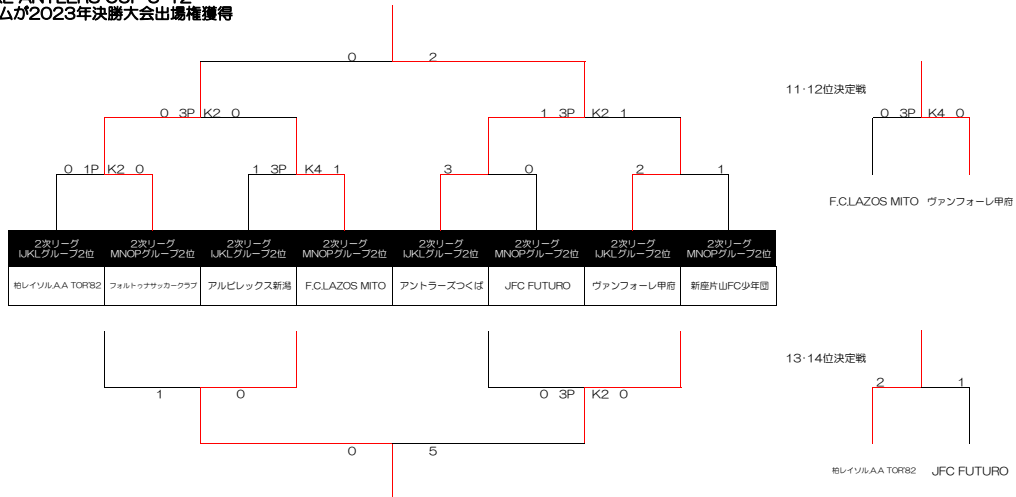 ムが2023年決勝大会出場権獲得
0 2
11・12位決定戦
0 3P K2 0
1 3P K2 1
0 3P K4 0
0 1P K2 0
1 3P K4 1
3 0
2 1
F.C.LAZOS MITO ヴァンフォーレ甲府
2次リーグ
IJKLグループ2位
2次リーグ
MNOPグループ2位
2次リーグ
IJKLグループ2位
2次リーグ
MNOPグループ2位
2次リーグ
IJKLグループ2位
2次リーグ
MNOPグループ2位
2次リーグ
IJKLグループ2位
2次リーグ
MNOPグループ2位
柏レイソルA.A TOR'82
フォルトゥナサッカークラブ
アルビレックス新潟
F.C.LAZOS MITO
アントラーズつくば
JFC FUTURO
ヴァンフォーレ甲府
新座片山FC少年団
13・14位決定戦
1 0
0 3P K2 0
2 1
0 5
柏レイソルA.A TOR'82 JFC FUTURO